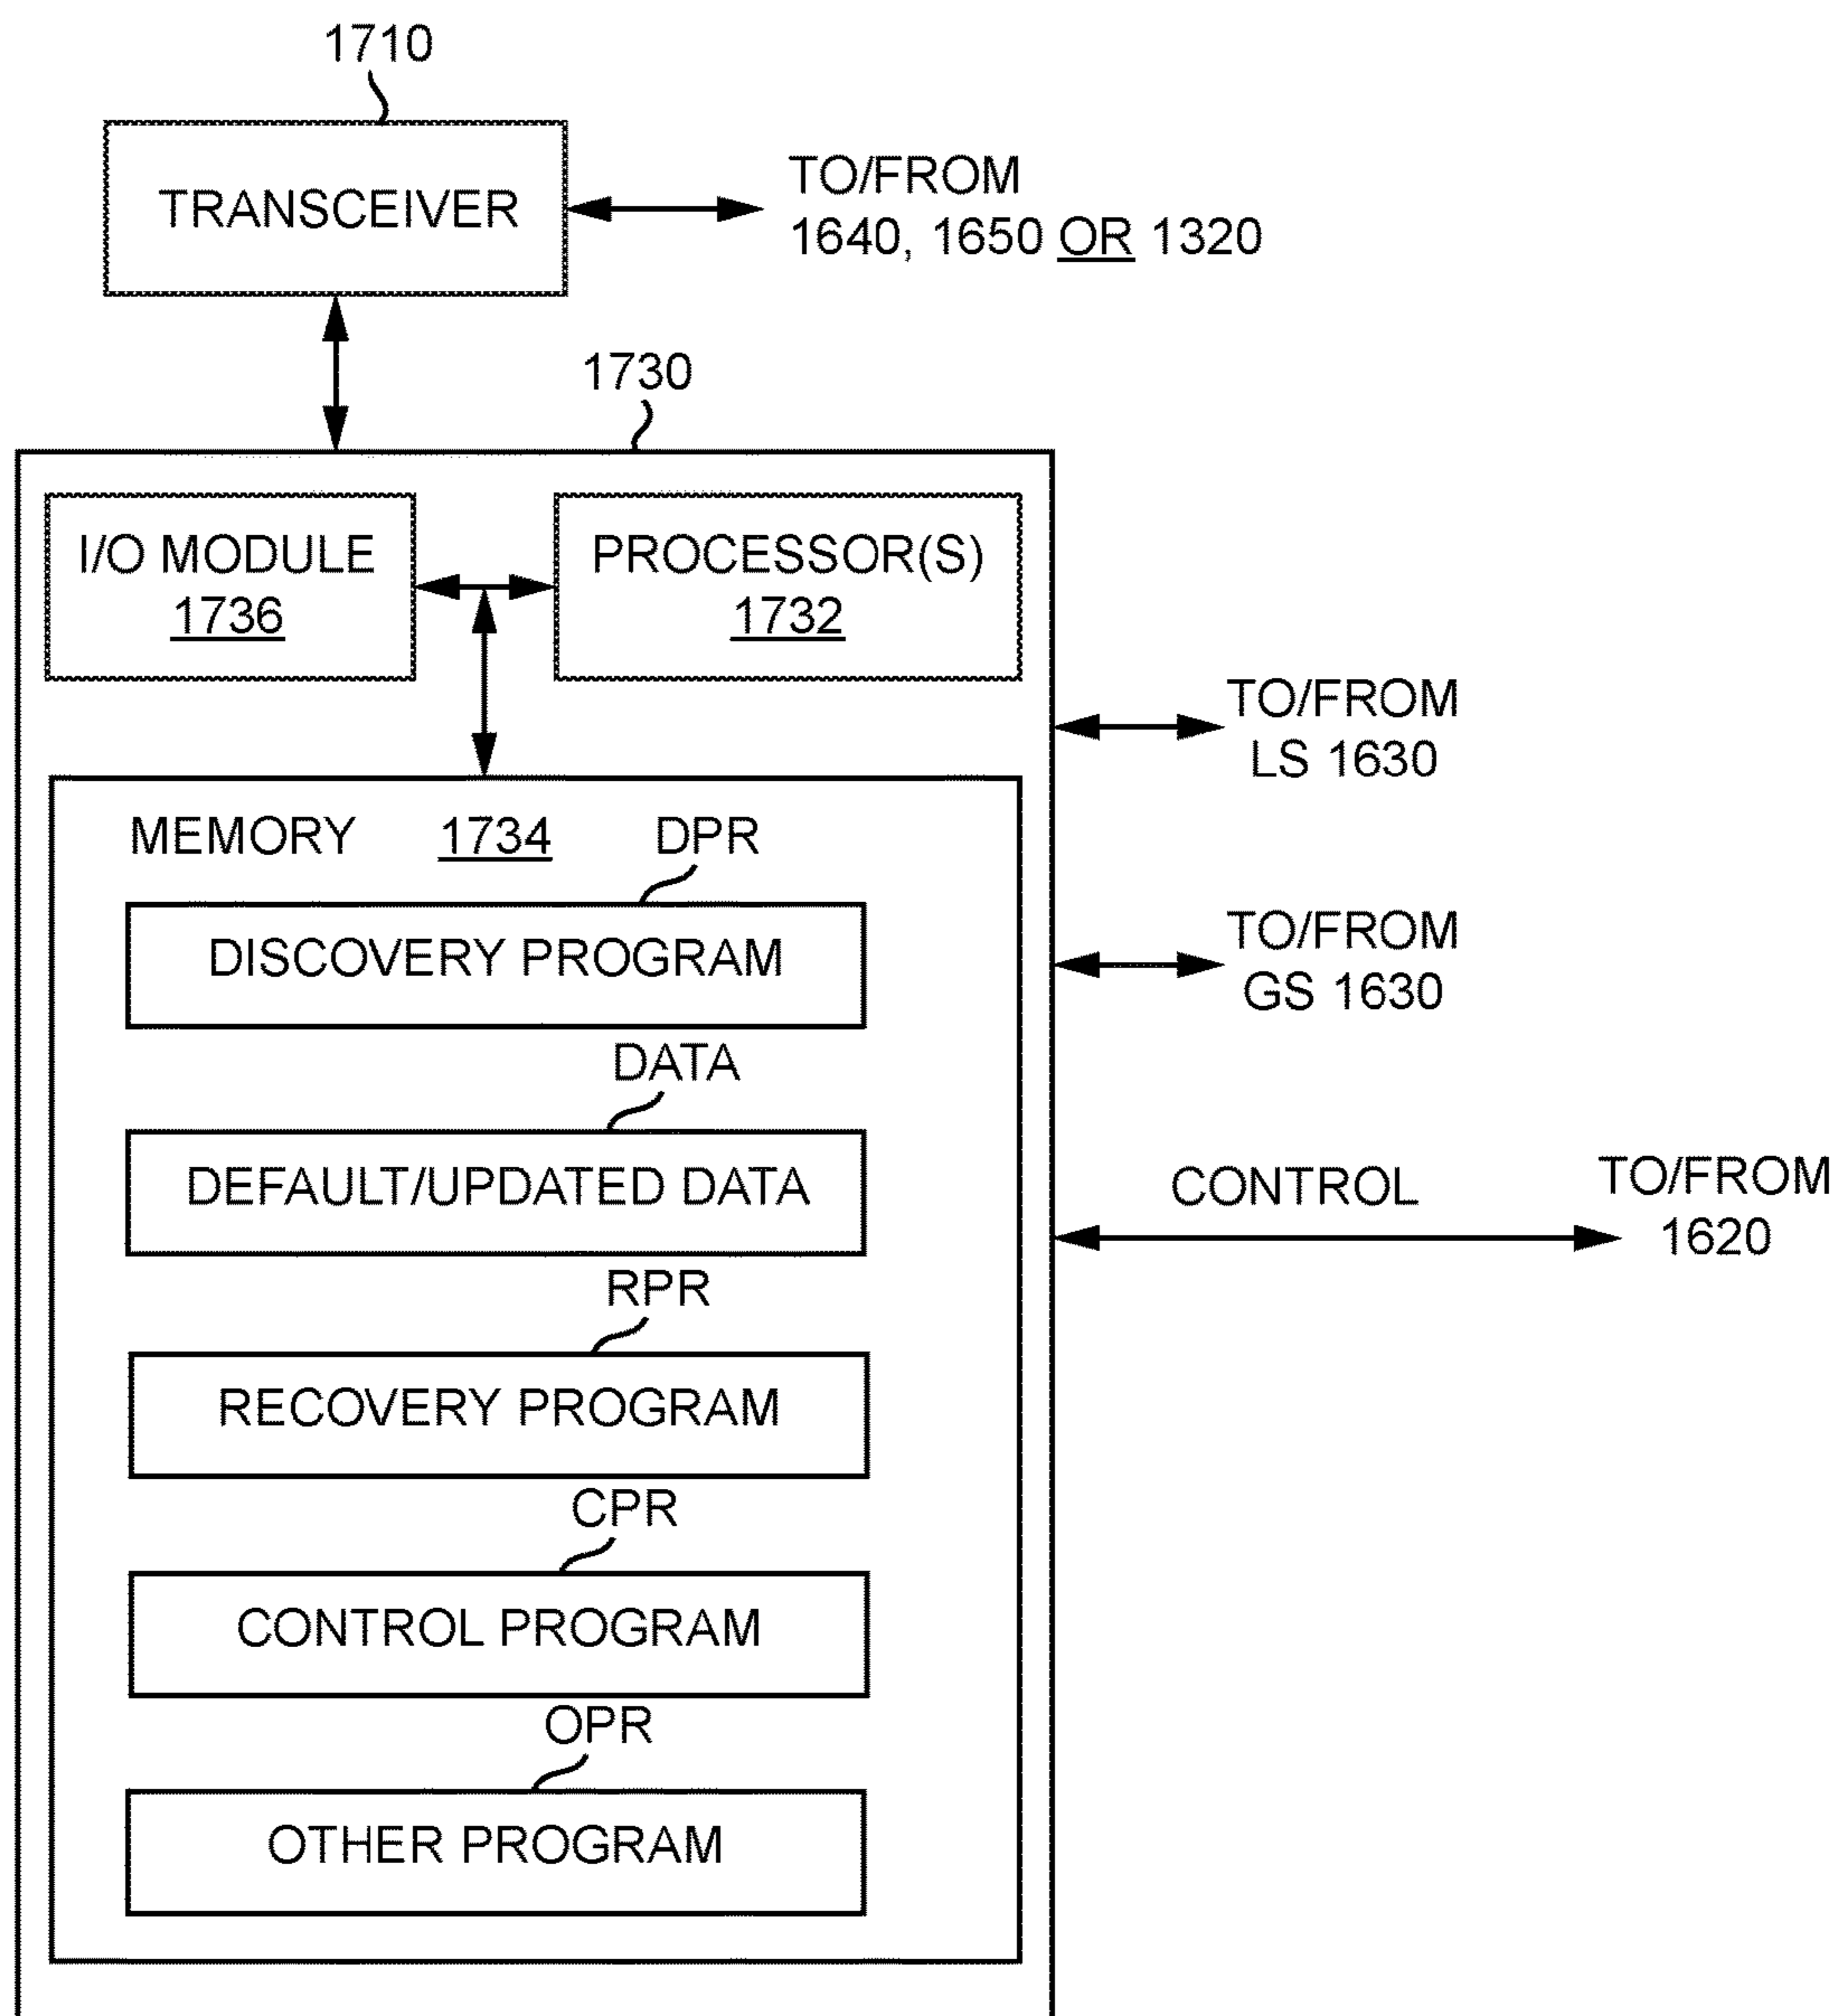 1710
TRANSCEIVER
TO/FROM
1640, 1650 OR 1320
1730
I/O MODULE
1736
PROCESSOR(S)
1732
TO/FROM
LS 1630
MEMORY 1734
DPR
DISCOVERY PROGRAM
TO/FROM
GS 1630
DATA
DEFAULT/UPDATED DATA
CONTROL
TO/FROM
1620
RPR
RECOVERY PROGRAM
CPR
CONTROL PROGRAM
OPR
OTHER PROGRAM